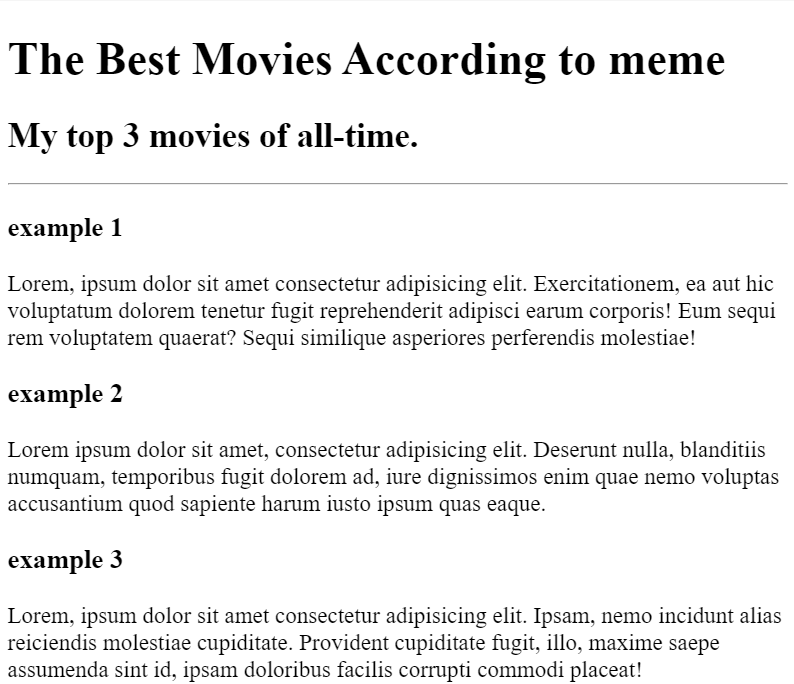 The Best Movies According to meme
My top 3 movies of all-time.
example 1
Lorem, ipsum dolor sit amet consectetur adipisicing elit. Exercitationem, ea aut hic
voluptatum dolorem tenetur fugit reprehenderit adipisci earum corporis! Eum sequi
rem voluptatem quaerat? Sequi similique asperiores perferendis molestiae!
example 2
Lorem ipsum dolor sit amet, consectetur adipisicing elit. Deserunt nulla, blanditiis
numquam, temporibus fugit dolorem ad, iure dignissimos enim quae nemo voluptas
accusantium quod sapiente harum iusto ipsum quas eaque.
example 3
Lorem, ipsum dolor sit amet consectetur adipisicing elit. Ipsam, nemo incidunt alias
reiciendis molestiae cupiditate. Provident cupiditate fugit, illo, maxime saepe
assumenda sint id, ipsam doloribus facilis corrupti commodi placeat!